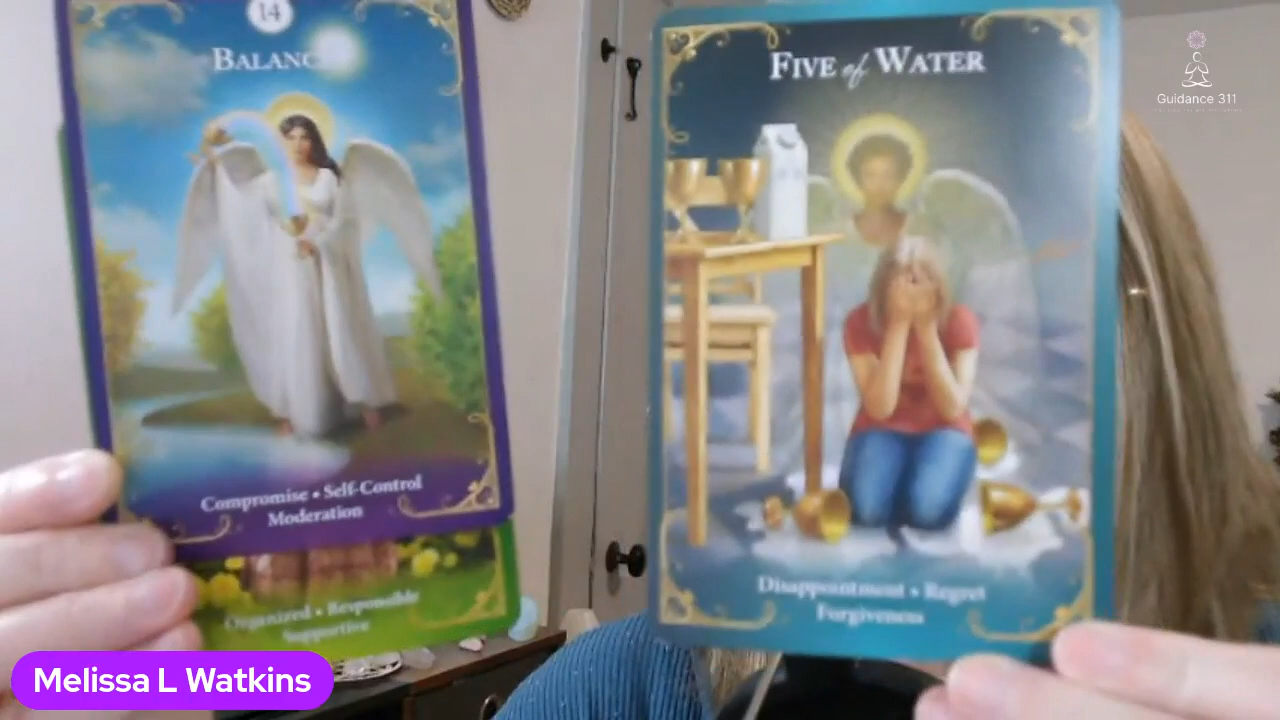 14
BALANC
Compromise • Self-Control
Moderation
Organized • Responsible
Supportive
FIVE of WATER
Disappointment • Regret
Forgiveness
Guidance 311
Melissa L Watkins